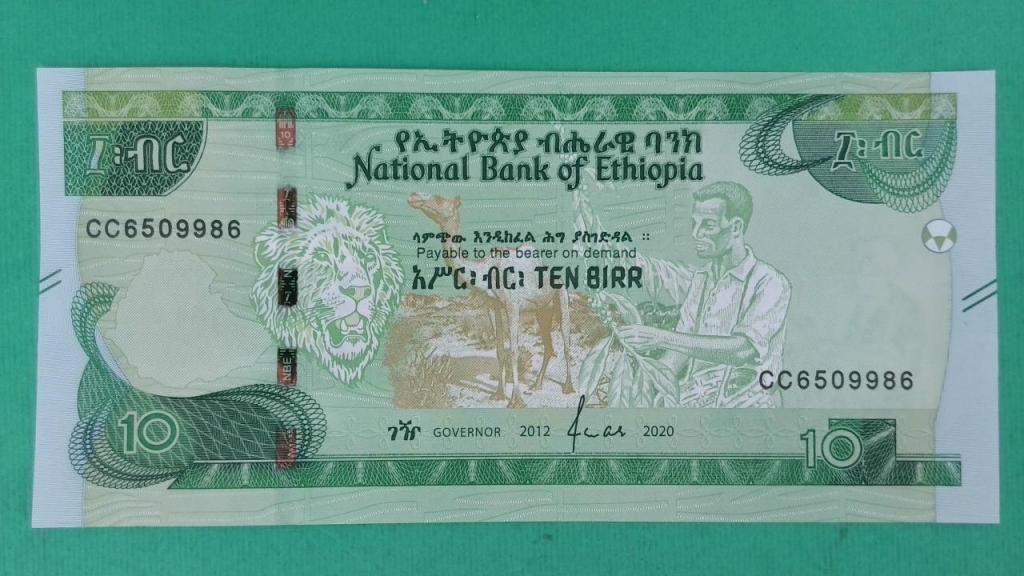 የኢትዮጵያ ብሔራዊ ባንክ
National Bank of Ethiopia
፲፡ብር
፲፡ብር
CC6509986
ላምጭው እንዲከፈል ሕግ ያስገድዳል ።
Payable to the bearer on demand
አሥር፡ ብር፡ TEN BIRR
CC6509986
10
ገዥ GOVERNOR 2012 2020
10